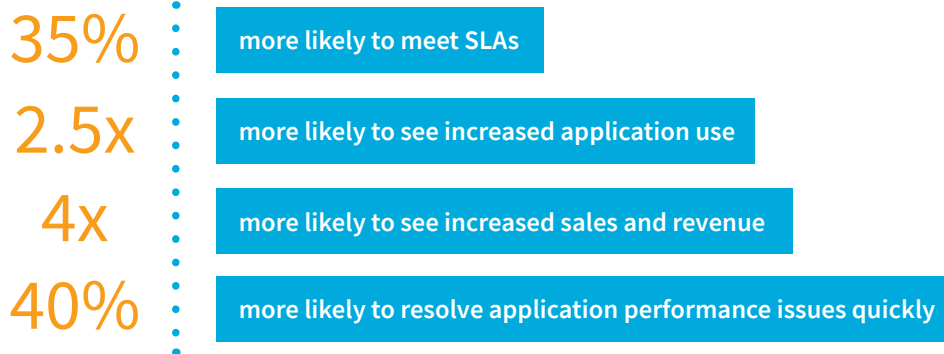 35% more likely to meet SLAs
2.5x more likely to see increased application use
4x more likely to see increased sales and revenue
40% more likely to resolve application performance issues quickly